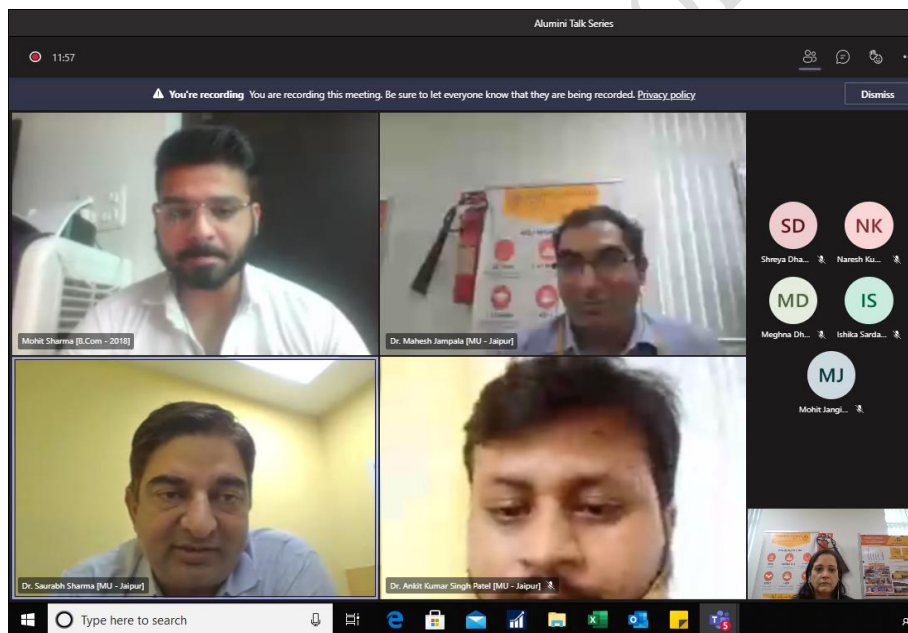 Alumini Talk Series
11:57
You're recording You are recording this meeting. Be sure to let everyone know that they are being recorded. Privacy policy
Dismiss
Mohit Sharma [B.Com - 2018]
Dr. Mahesh Jampala [MU - Jaipur]
SD
NK
Shreya Dha...
Naresh Ku...
MD
IS
Meghna Dh...
Ishika Sarda...
MJ
Mohit Jangi...
Dr. Saurabh Sharma [MU - Jaipur]
Dr. Ankit Kumar Singh Patel [MU - Jaipur]
Type here to search
5